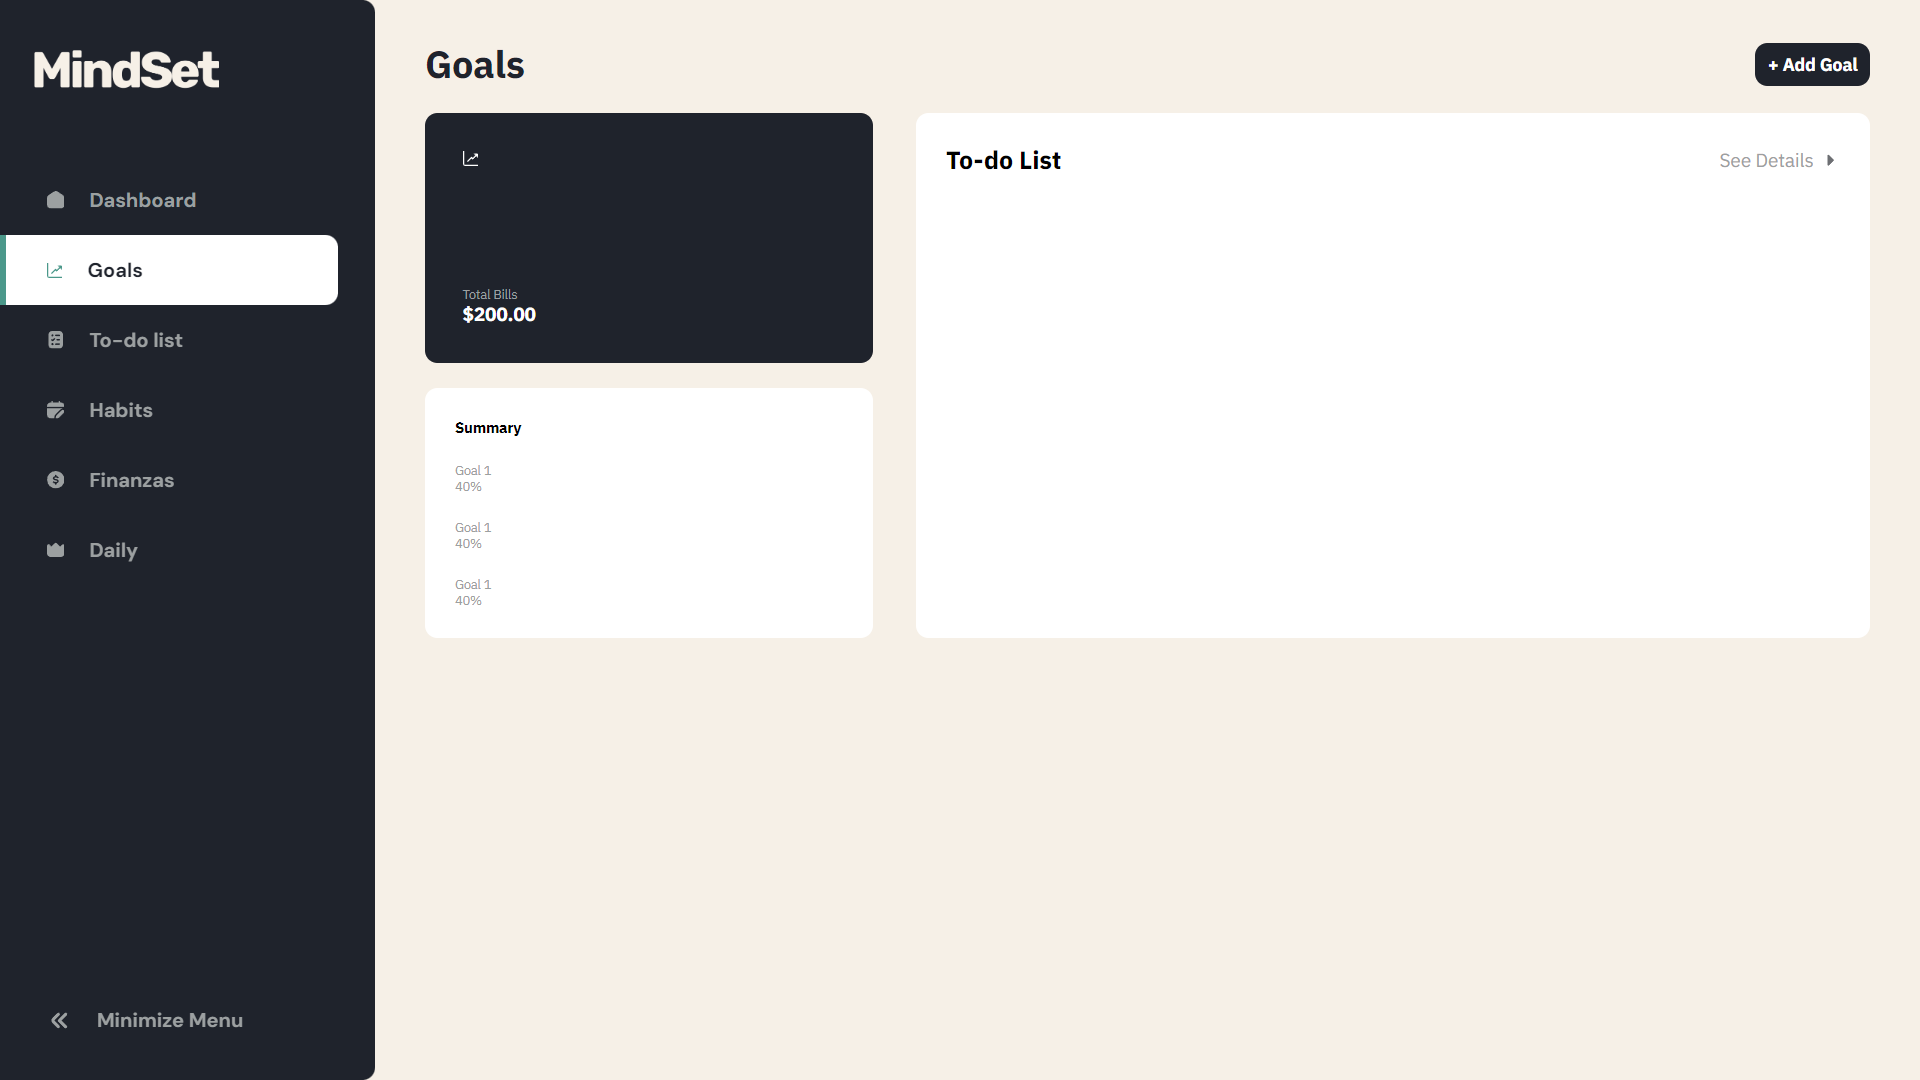 MindSet
Dashboard
Goals
To-do list
Habits
Finanzas
Daily
Minimize Menu
Goals
+ Add Goal
Total Bills
$200.00
Summary
Goal 1
40%
Goal 1
40%
Goal 1
40%
To-do List
See Details